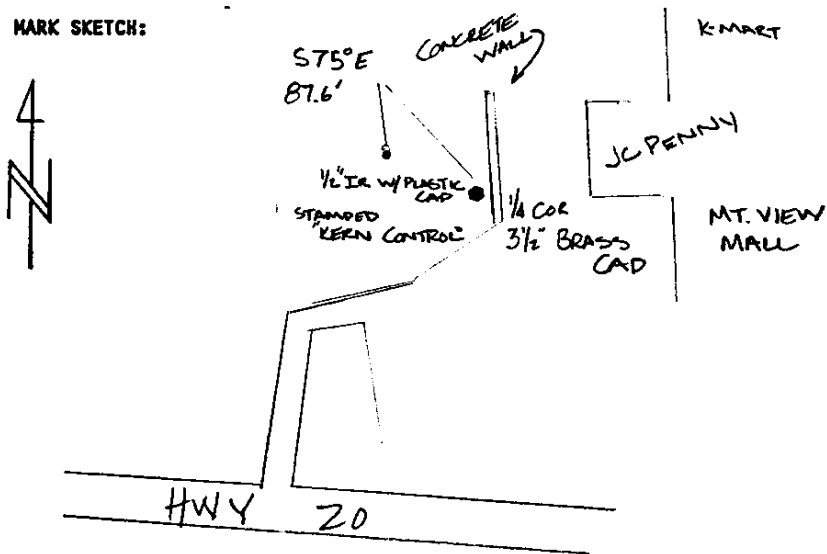 MARK SKETCH:
N
S75°E
87.6'
CONCRETE
WALL
K-MART
JC PENNY
MT. VIEW
MALL
1/2" IR W/PLASTIC
CAP
STAMPED
"KERN CONTROL"
1/4 COR
3 1/2" BRASS
CAP
HWY 20